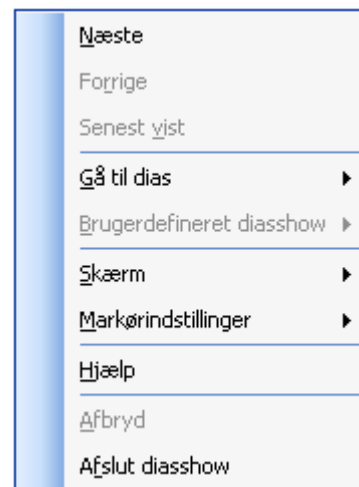 Næste
Forrige
Senest vist
Gå til dias
Brugerdefineret diasshow
Skærm
Markørindstillinger
Hjælp
Afbryd
Afslut diasshow